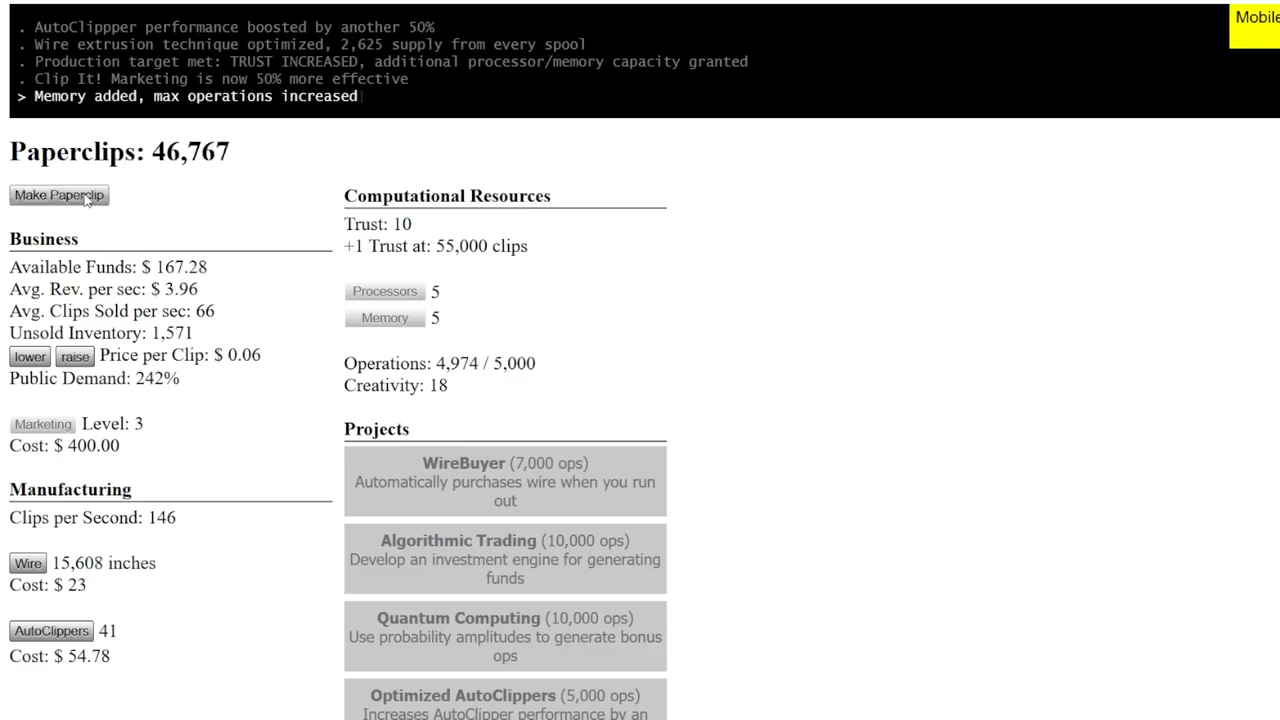 . AutoClippper performance boosted by another 50%
. Wire extrusion technique optimized, 2,625 supply from every spool
. Production target met: TRUST INCREASED, additional processor/memory capacity granted
. Clip It! Marketing is now 50% more effective
> Memory added, max operations increased
Mobile
Paperclips: 46,767
Make Paperclip
Business
Available Funds: $ 167.28
Avg. Rev. per sec: $ 3.96
Avg. Clips Sold per sec: 66
Unsold Inventory: 1,571
lower raise Price per Clip: $ 0.06
Public Demand: 242%
Marketing Level: 3
Cost: $ 400.00
Manufacturing
Clips per Second: 146
Wire 15,608 inches
Cost: $ 23
AutoClippers 41
Cost: $ 54.78
Computational Resources
Trust: 10
+1 Trust at: 55,000 clips
Processors 5
Memory 5
Operations: 4,974 / 5,000
Creativity: 18
Projects
WireBuyer (7,000 ops)
Automatically purchases wire when you run
out
Algorithmic Trading (10,000 ops)
Develop an investment engine for generating
funds
Quantum Computing (10,000 ops)
Use probability amplitudes to generate bonus
ops
Optimized AutoClippers (5,000 ops)
Increases AutoClipper performance by an